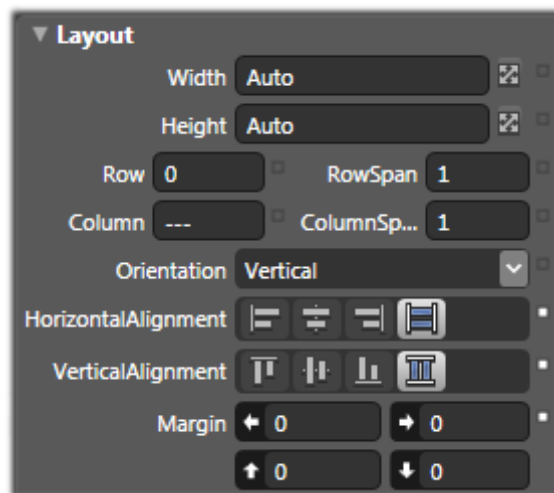 Layout
Width Auto
Height Auto
Row 0 RowSpan 1
Column --- ColumnSp... 1
Orientation Vertical
HorizontalAlignment
VerticalAlignment
Margin 0 0
0 0